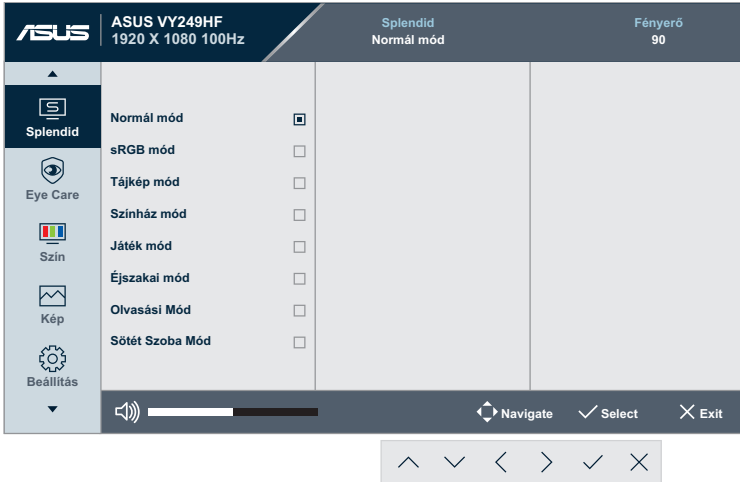 ASUS
ASUS VY249HF
1920 X 1080 100Hz
Splendid
Normál mód
Fényerő
90
Splendid
Eye Care
Szín
Kép
Beállítás
Normál mód
sRGB mód
Tájkép mód
Színház mód
Játék mód
Éjszakai mód
Olvasási Mód
Sötét Szoba Mód
Navigate
Select
Exit